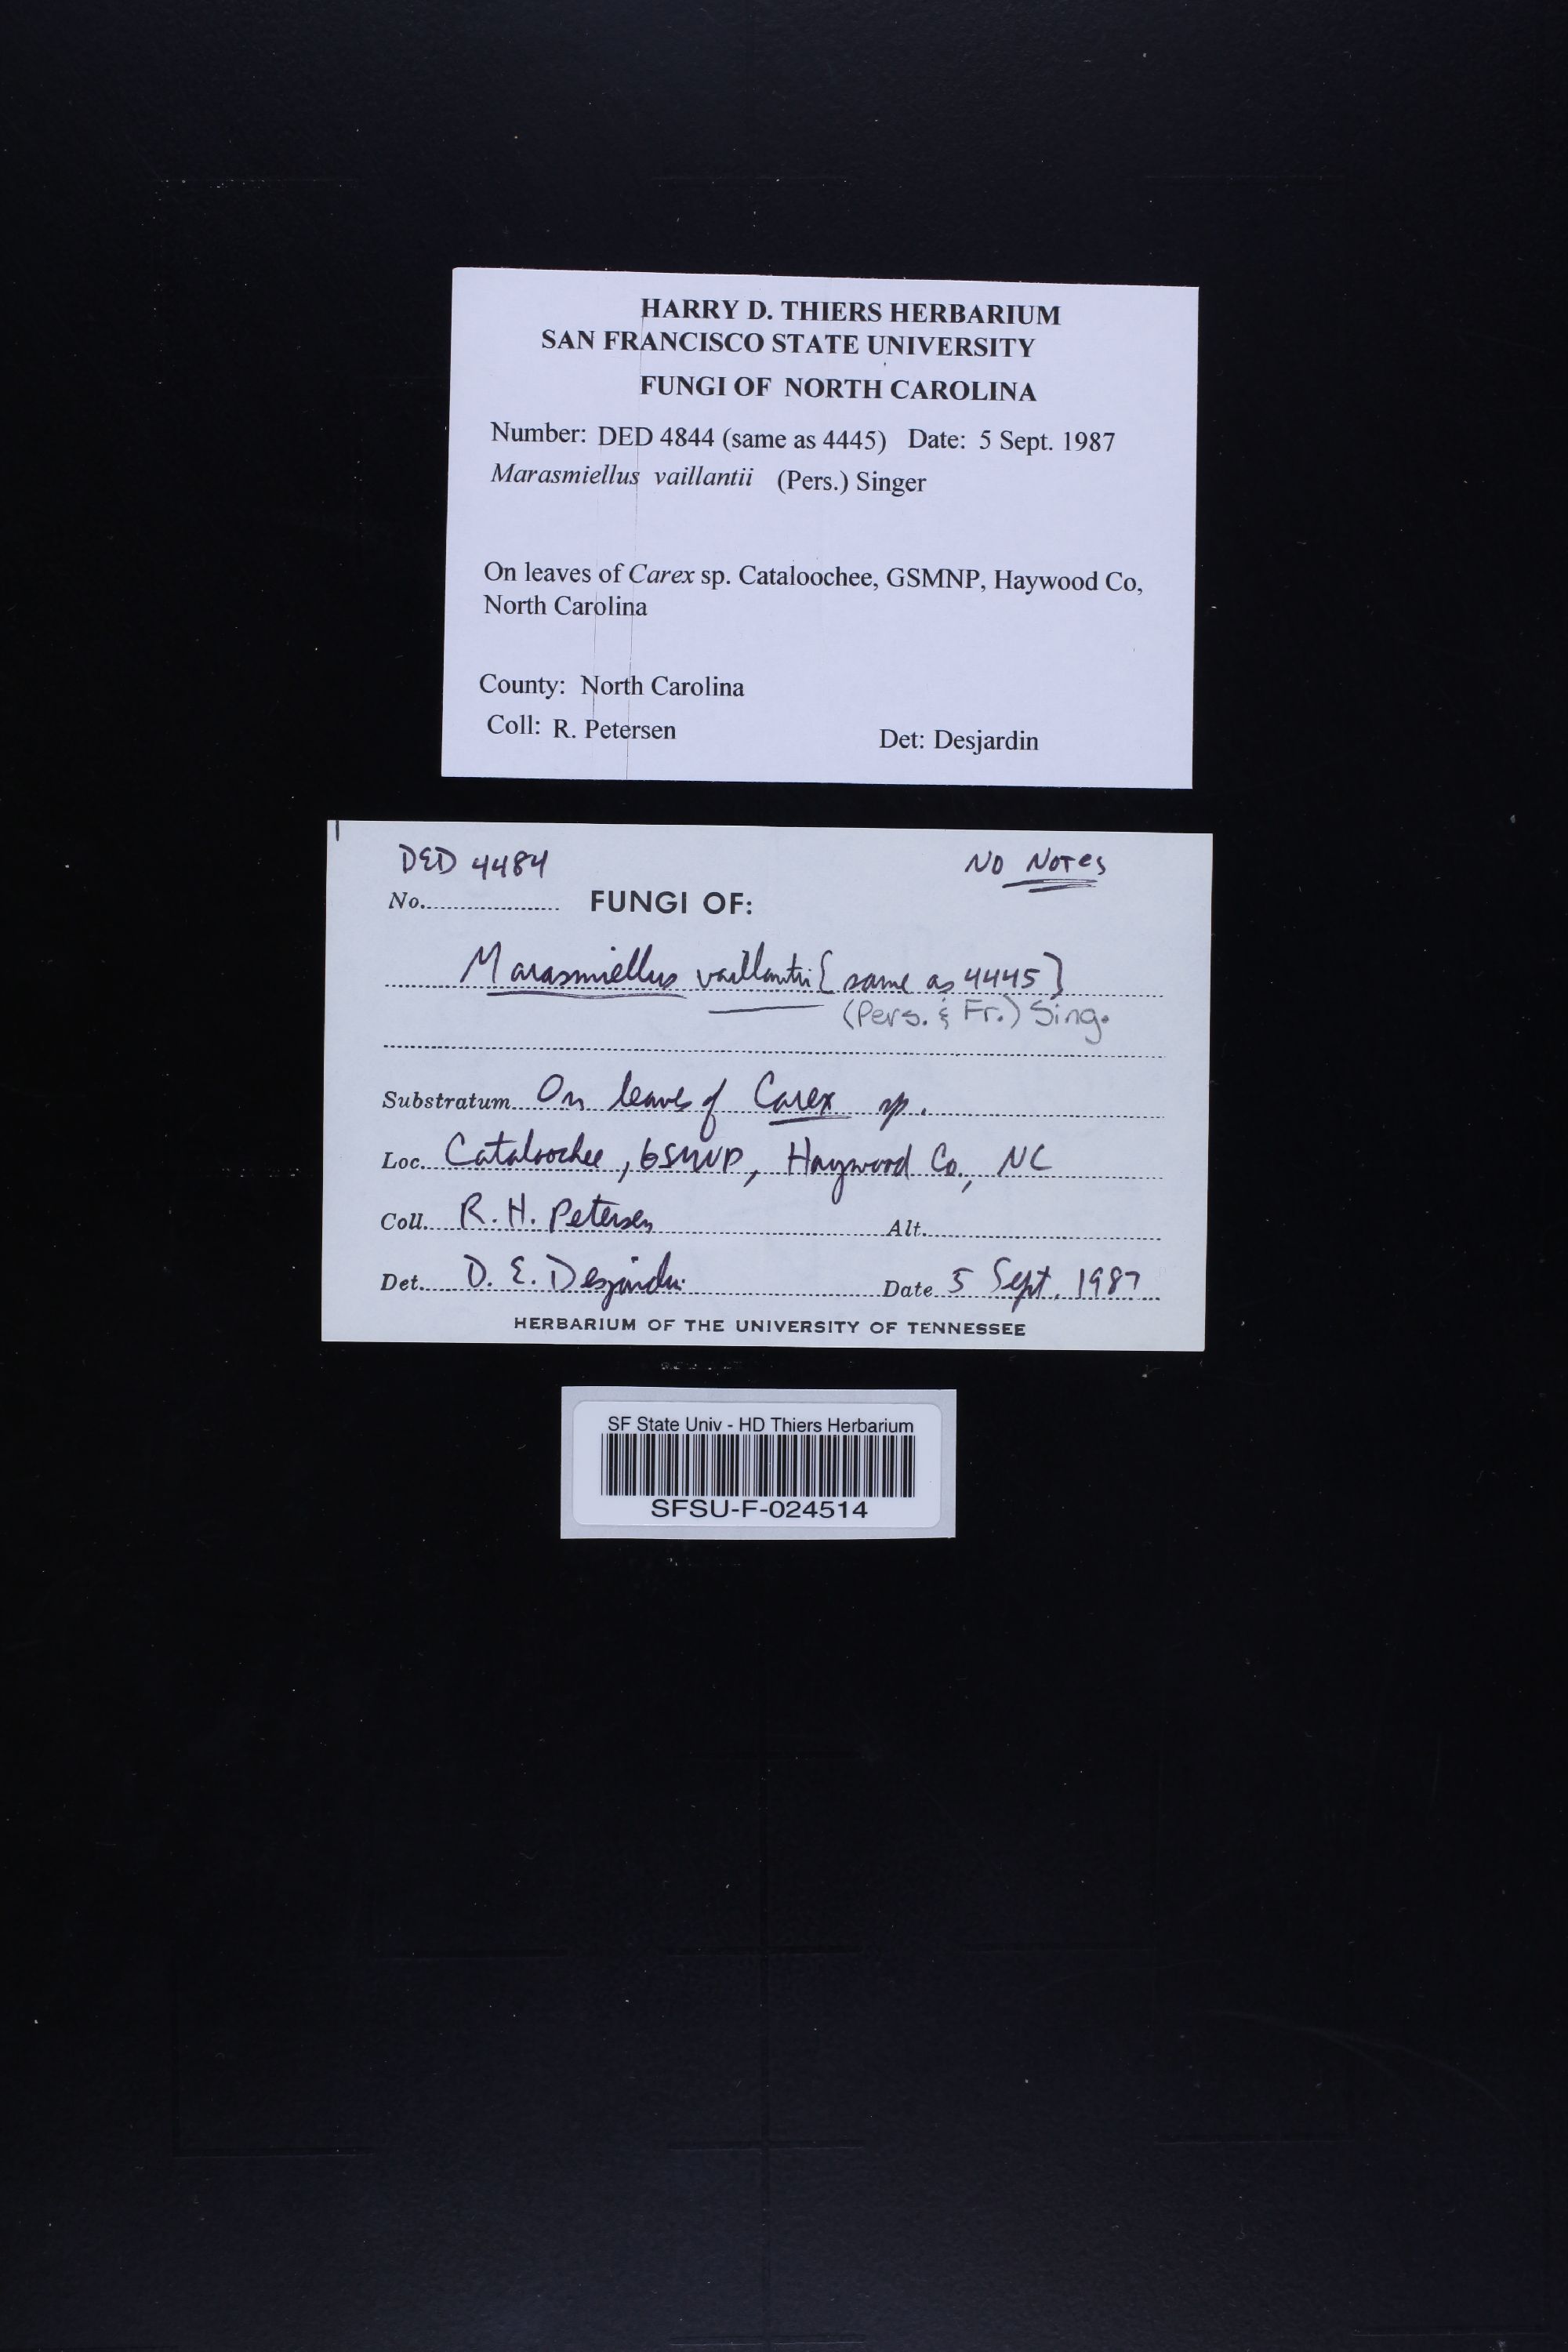 HARRY D. THIERS HERBARIUM
SAN FRANCISCO STATE UNIVERSITY
FUNGI OF NORTH CAROLINA
Number: DED 4844 (same as 4445) Date: 5 Sept. 1987
Marasmiellus vaillantii (Pers.) Singer
On leaves of Carex sp. Cataloochee, GSMNP, Haywood Co,
North Carolina
County: North Carolina
Coll: R. Petersen Det: Desjardin
DED 4484 NO NOTES
No. FUNGI OF:
Marasmiellus vaillantii [same as 4445]
(Pers. & Fr.) Sing.
Substratum On leaves of Carex sp.
Loc. Cataloochee, GSMNP, Haywood Co., NC
Coll. R. H. Petersen Alt.
Det. D. E. Desjardin Date 5 Sept. 1987
HERBARIUM OF THE UNIVERSITY OF TENNESSEE
SF State Univ - HD Thiers Herbarium
SFSU-F-024514